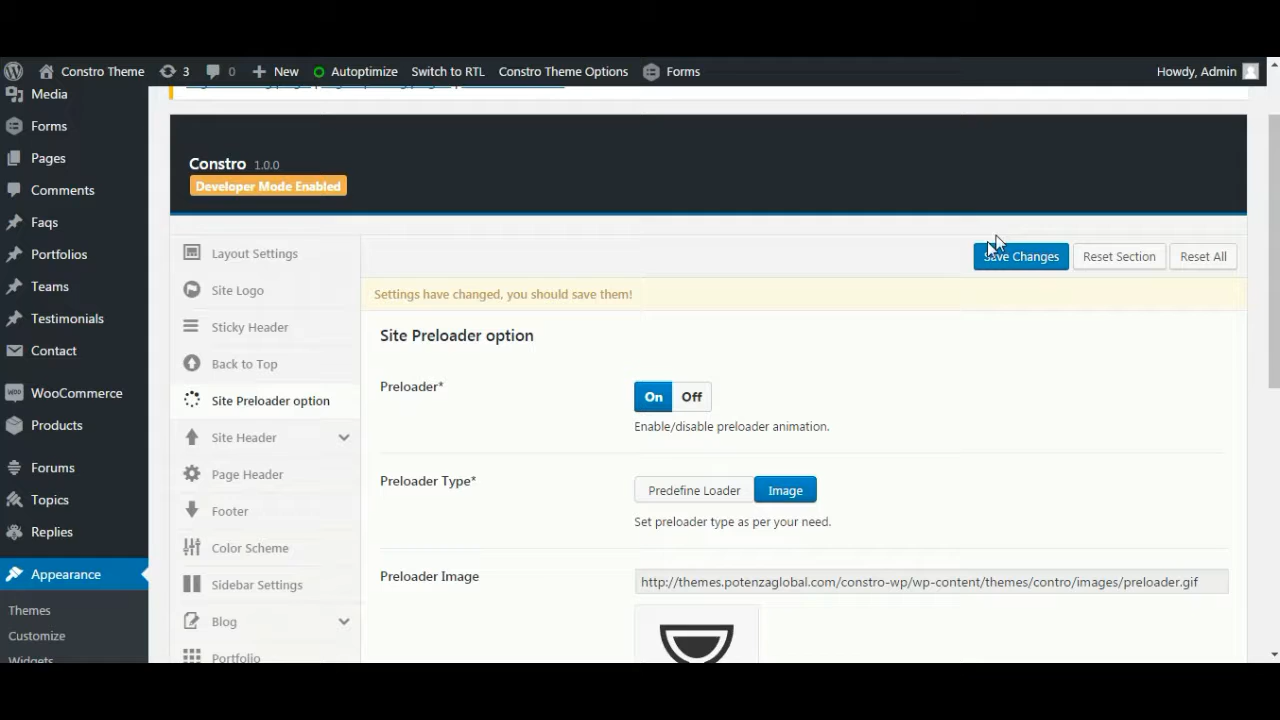 Constro Theme 3 0 New Autoptimize Switch to RTL Constro Theme Options Forms Howdy, Admin
Media
Forms
Pages
Comments
Faqs
Portfolios
Teams
Testimonials
Contact
WooCommerce
Products
Forums
Topics
Replies
Appearance
Themes
Customize
Widgets
Constro 1.0.0
Developer Mode Enabled
Layout Settings
Site Logo
Sticky Header
Back to Top
Site Preloader option
Site Header
Page Header
Footer
Color Scheme
Sidebar Settings
Blog
Portfolio
Save Changes Reset Section Reset All
Settings have changed, you should save them!
Site Preloader option
Preloader* On Off
Enable/disable preloader animation.
Preloader Type* Predefine Loader Image
Set preloader type as per your need.
Preloader Image http://themes.potenzaglobal.com/constro-wp/wp-content/themes/contro/images/preloader.gif